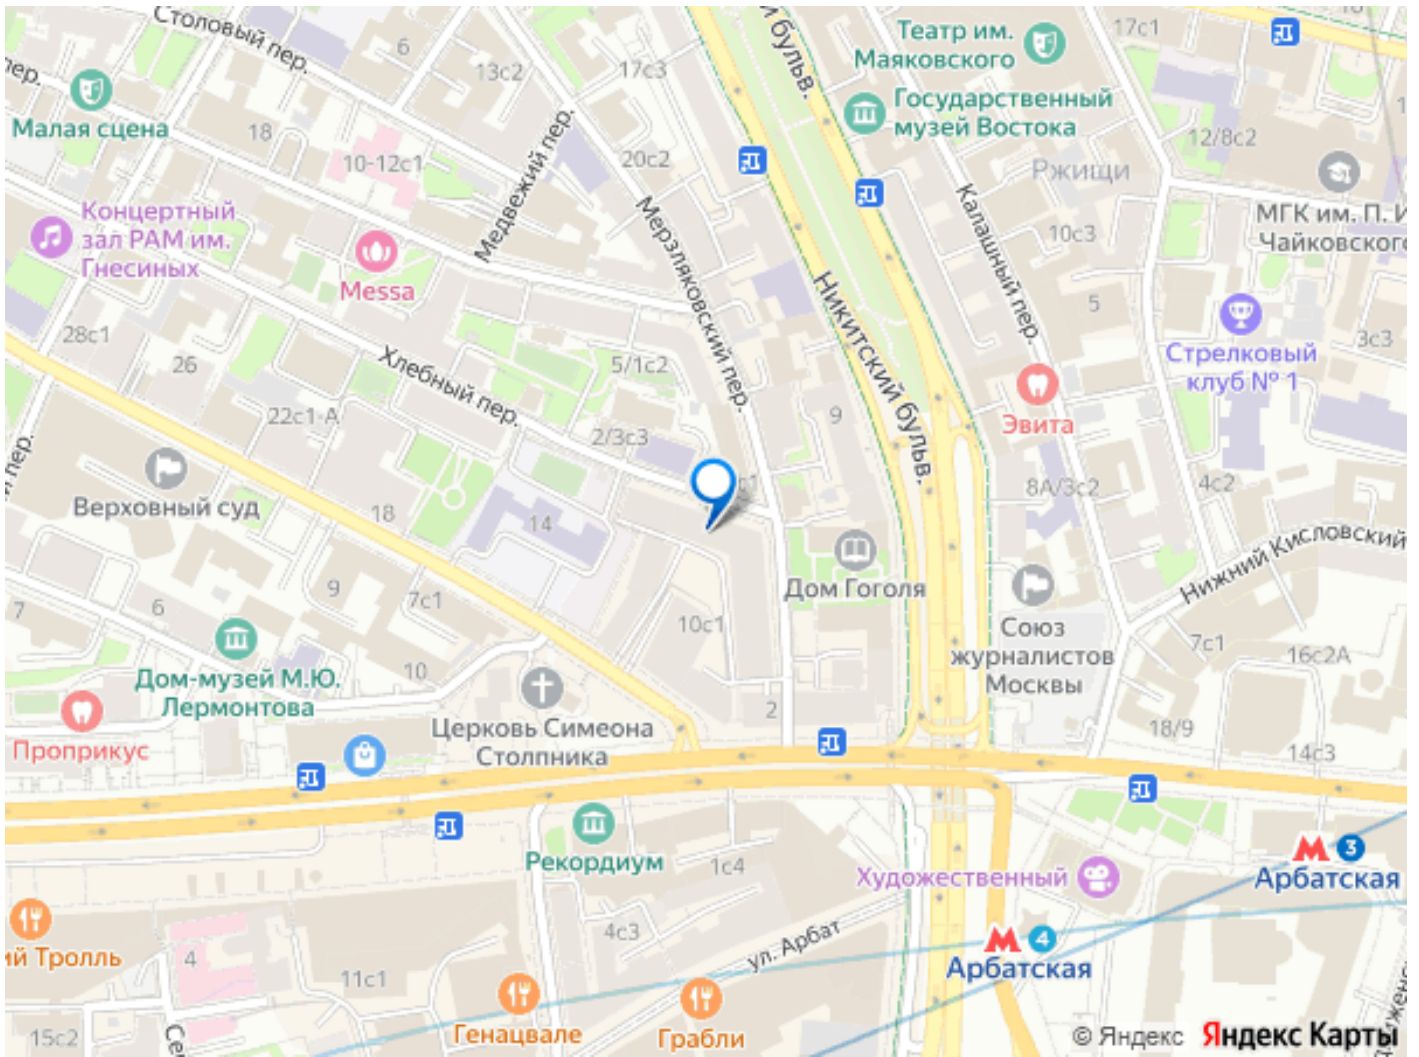 Столовый пер.
6
13с2
17с3
й бульв.
Театр им.
Маяковского
17с1
пер.
Малая сцена
18
10-12с1
Медвежий пер.
20с2
Государственный
музей Востока
Ржищи
12/8с2
Концертный
зал РАМ им.
Гнесиных
Messa
Мерзляковский пер.
Калашный пер.
10с3
МГК им. П. И
Чайковского
28с1
26
Хлебный пер.
5/1с2
Никитский бульв.
5
Стрелковый
клуб № 1
3с3
22с1-А
2/3с3
9
Эвита
й пер.
Верховный суд
18
14
с1
8А/3с2
4с2
Нижний Кисловский
7
6
9
7с1
10с1
Дом Гоголя
Союз
журналистов
Москвы
7с1
16с2А
Дом-музей М.Ю.
Лермонтова
10
Церковь Симеона
Столпника
2
18/9
14с3
Проприкус
Рекордиум
1с4
Художественный
3
Арбатская
4с3
ул. Арбат
4
Арбатская
ий Тролль
4
11с1
Генацвале
Грабли
15с2
Се
© Яндекс Яндекс Карты